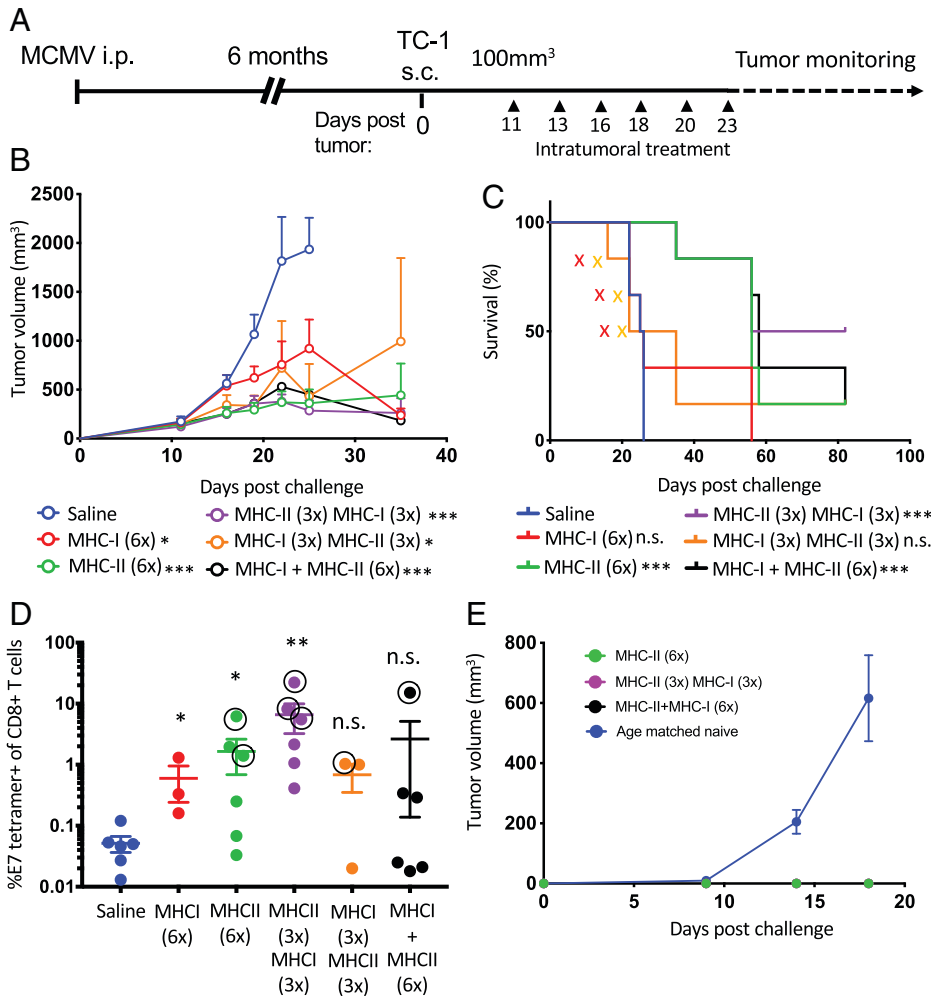 A
MCMV i.p.
6 months
TC-1
s.c.
100mm³
Tumor monitoring
Days post
tumor:
0
11
13
16
18
20
23
Intratumoral treatment
B
Tumor volume (mm³)
2500
2000
1500
1000
500
0
0
10
20
30
40
Days post challenge
Saline
MHC-I (6x) *
MHC-II (6x) ***
MHC-II (3x) MHC-I (3x) ***
MHC-I (3x) MHC-II (3x) *
MHC-I + MHC-II (6x) ***
C
Survival (%)
100
50
0
x x
x x
x x
0
20
40
60
80
100
Days post challenge
Saline
MHC-I (6x) n.s.
MHC-II (6x) ***
MHC-II (3x) MHC-I (3x) ***
MHC-I (3x) MHC-II (3x) n.s.
MHC-I + MHC-II (6x) ***
D
%E7 tetramer+ of CD8+ T cells
100
10
1
0.1
0.01
*
*
**
n.s.
n.s.
Saline
MHCI
(6x)
MHCII
(6x)
MHCII
(3x)
MHCI
(3x)
MHCI
(3x)
MHCII
(3x)
MHCI
+
MHCII
(6x)
E
Tumor volume (mm³)
800
600
400
200
0
MHC-II (6x)
MHC-II (3x) MHC-I (3x)
MHC-II+MHC-I (6x)
Age matched naive
0
5
10
15
20
Days post challenge